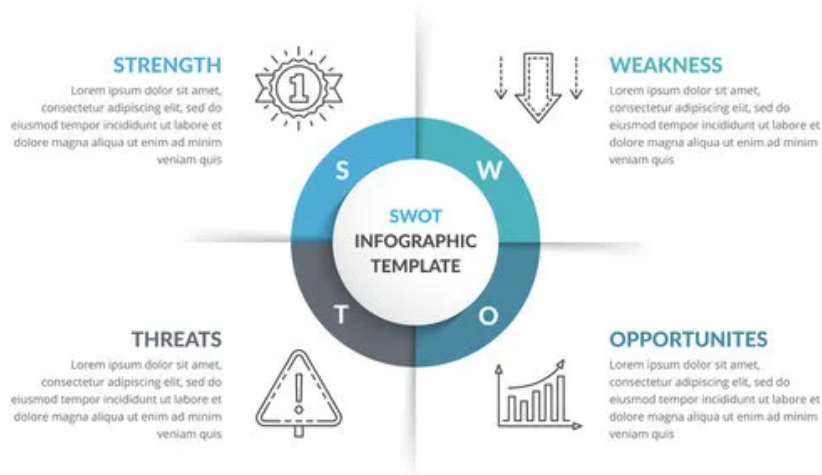 STRENGTH
Lorem ipsum dolor sit amet,
consectetur adipiscing elit, sed do
eiusmod tempor incididunt ut labore et
dolore magna aliqua ut enim ad minim
veniam quis
1
WEAKNESS
Lorem ipsum dolor sit amet,
consectetur adipiscing elit, sed do
eiusmod tempor incididunt ut labore et
dolore magna aliqua ut enim ad minim
veniam quis
S
W
SWOT
INFOGRAPHIC
TEMPLATE
T
O
THREATS
Lorem ipsum dolor sit amet,
consectetur adipiscing elit, sed do
eiusmod tempor incididunt ut labore et
dolore magna aliqua ut enim ad minim
veniam quis
!
OPPORTUNITES
Lorem ipsum dolor sit amet,
consectetur adipiscing elit, sed do
eiusmod tempor incididunt ut labore et
dolore magna aliqua ut enim ad minim
veniam quis